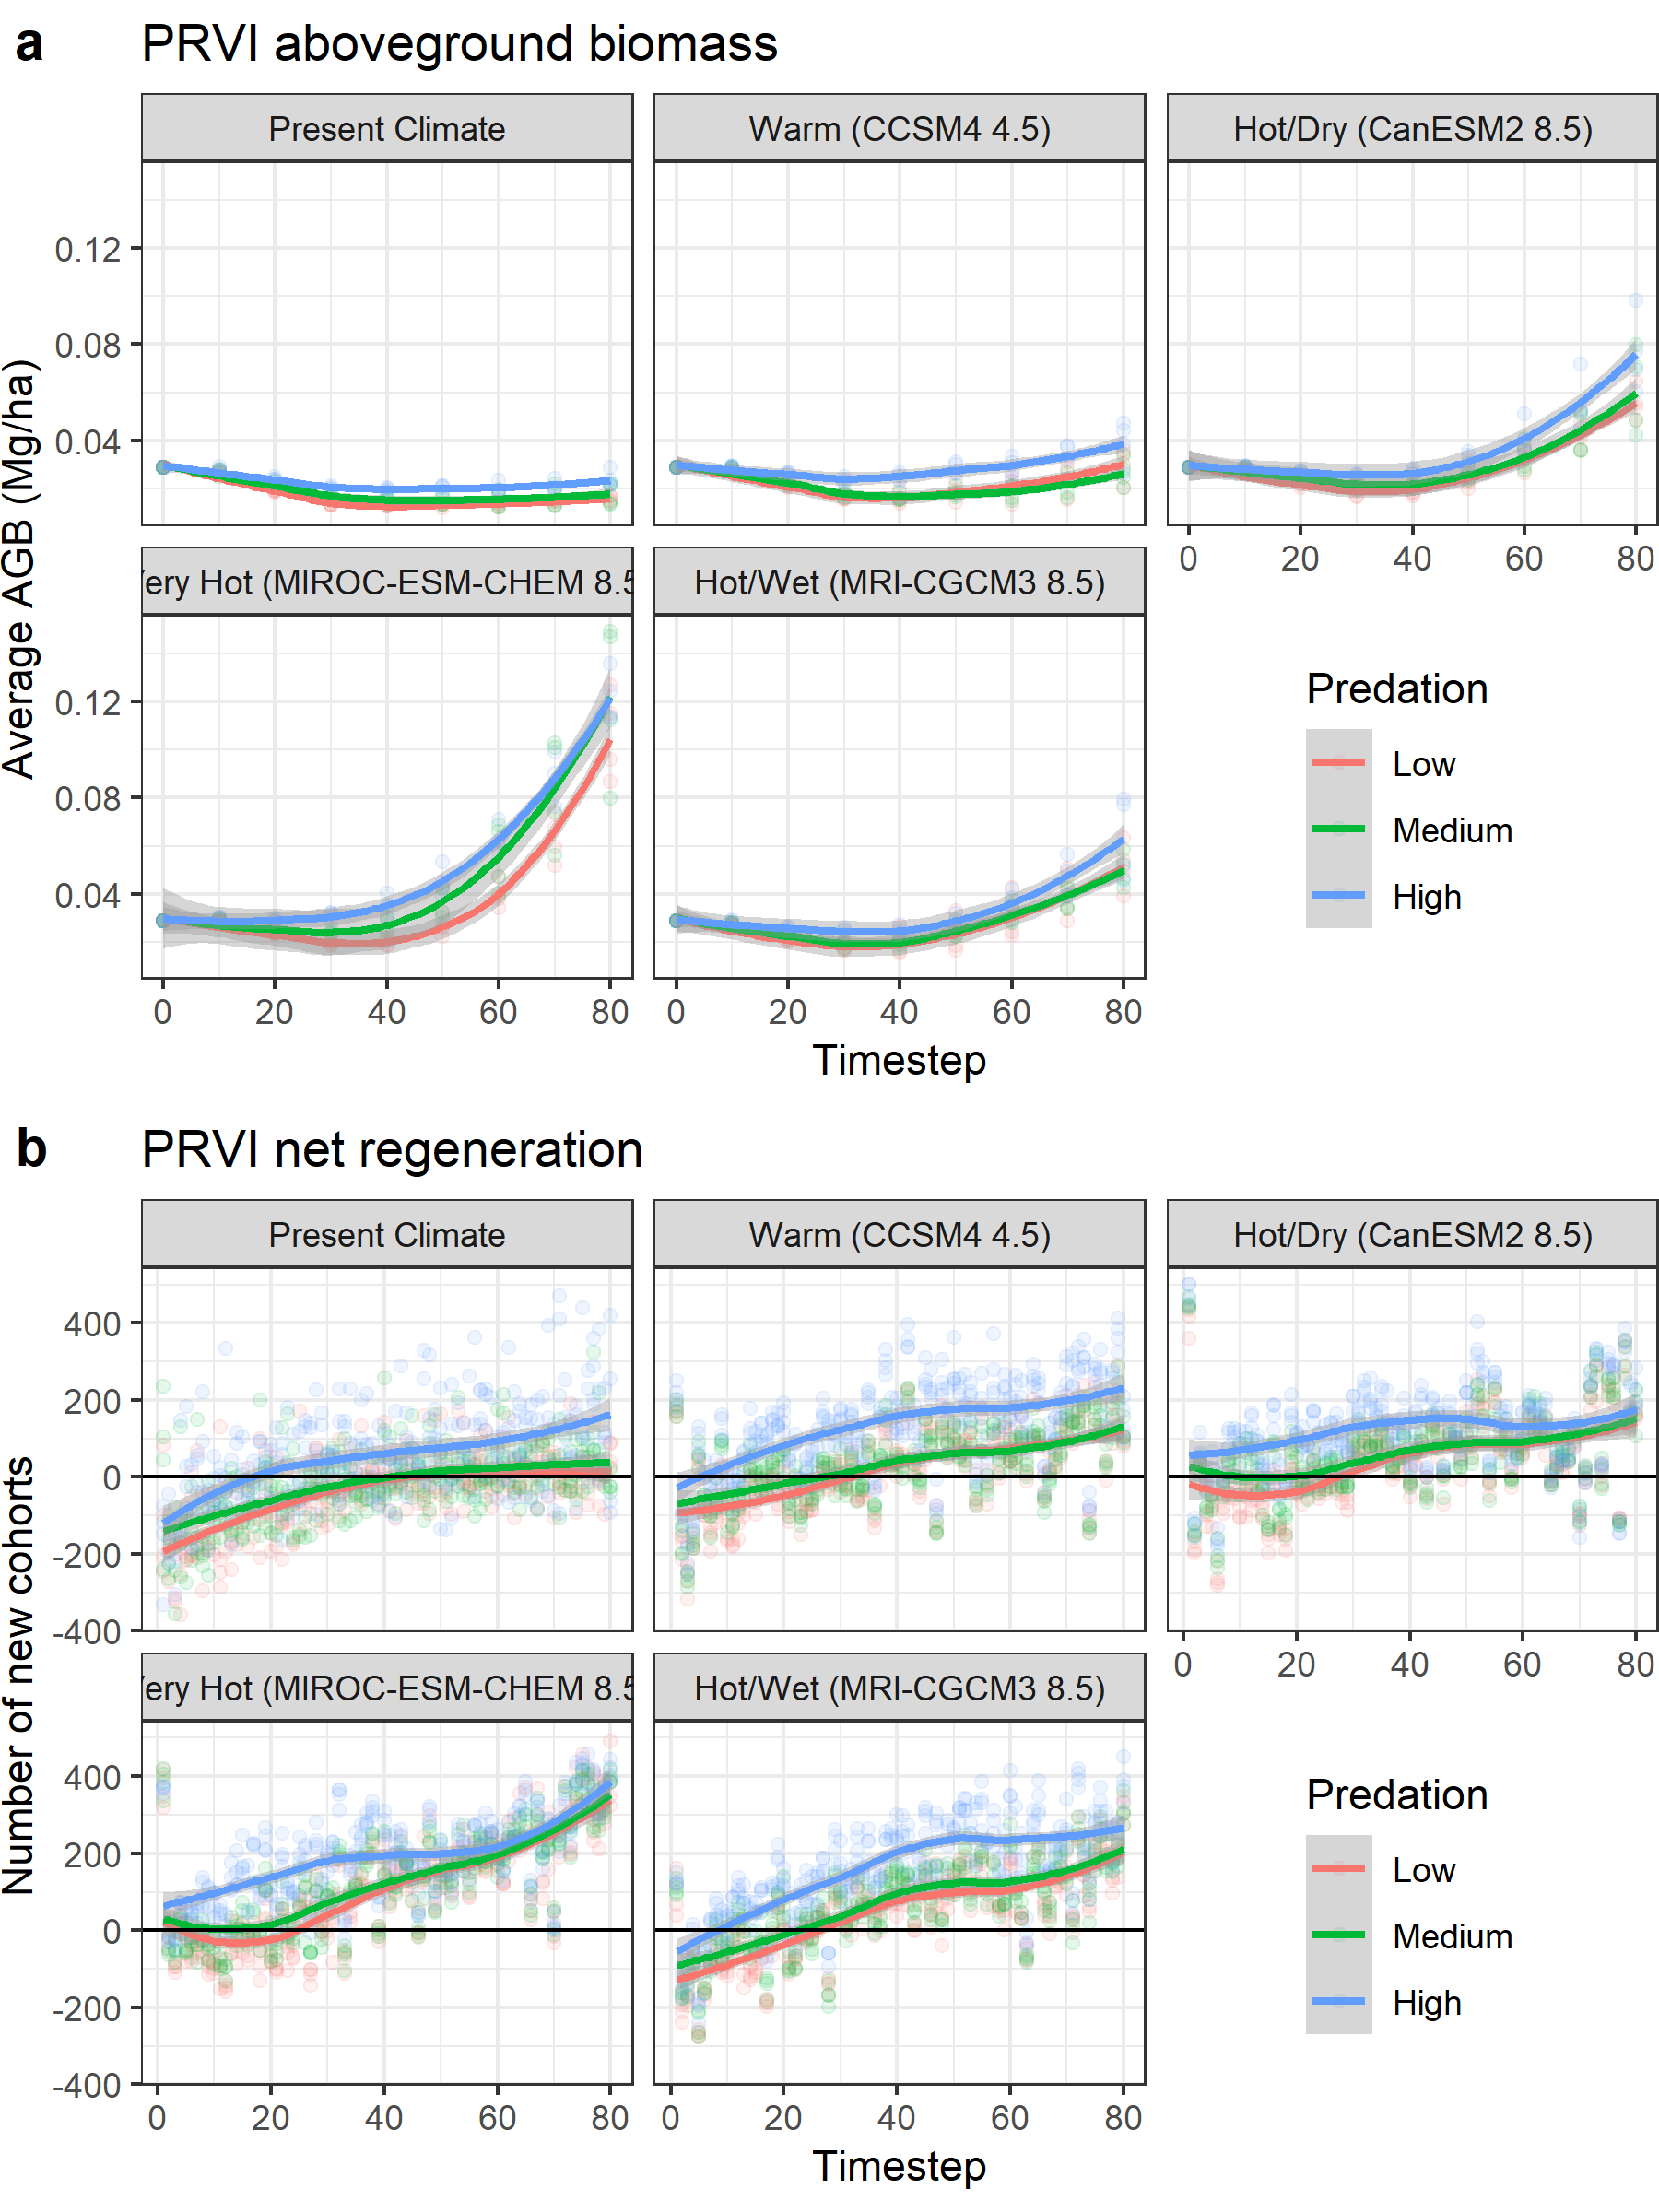 a PRVI aboveground biomass
Present Climate
Warm (CCSM4 4.5)
Hot/Dry (CanESM2 8.5)
0.12
0.08
0.04
0 20 40 60 80
ery Hot (MIROC-ESM-CHEM 8.5
Hot/Wet (MRI-CGCM3 8.5)
0.12
0.08
0.04
0 20 40 60 80
0 20 40 60 80
Average AGB (Mg/ha)
Timestep
Predation
Low
Medium
High
b PRVI net regeneration
Present Climate
Warm (CCSM4 4.5)
Hot/Dry (CanESM2 8.5)
400
200
0
-200
-400
0 20 40 60 80
ery Hot (MIROC-ESM-CHEM 8.5
Hot/Wet (MRI-CGCM3 8.5)
400
200
0
-200
-400
0 20 40 60 80
0 20 40 60 80
Number of new cohorts
Timestep
Predation
Low
Medium
High